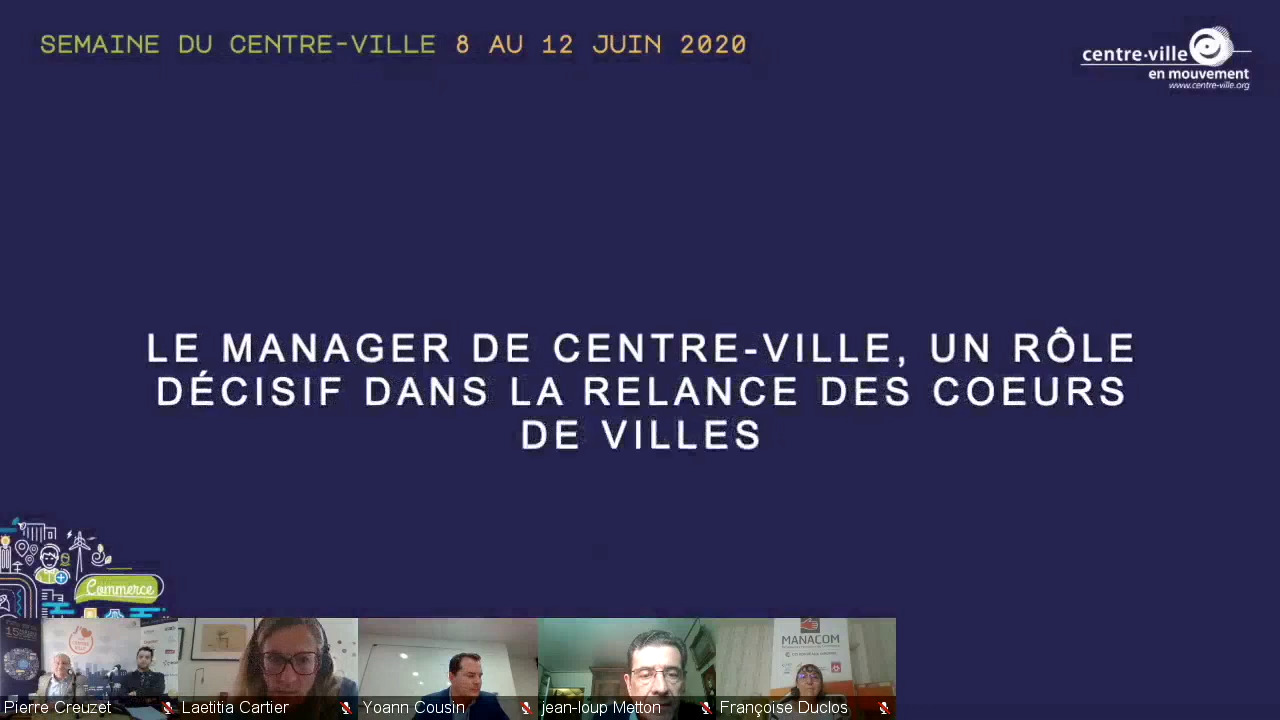 SEMAINE DU CENTRE-VILLE 8 AU 12 JUIN 2020
centre-ville
en mouvement
www.centre-ville.org
LE MANAGER DE CENTRE-VILLE, UN RÔLE
DÉCISIF DANS LA RELANCE DES COEURS
DE VILLES
Commerce
MANACOM
Pierre Creuzet
Laetitia Cartier
Yoann Cousin
jean-loup Metton
Françoise Duclos